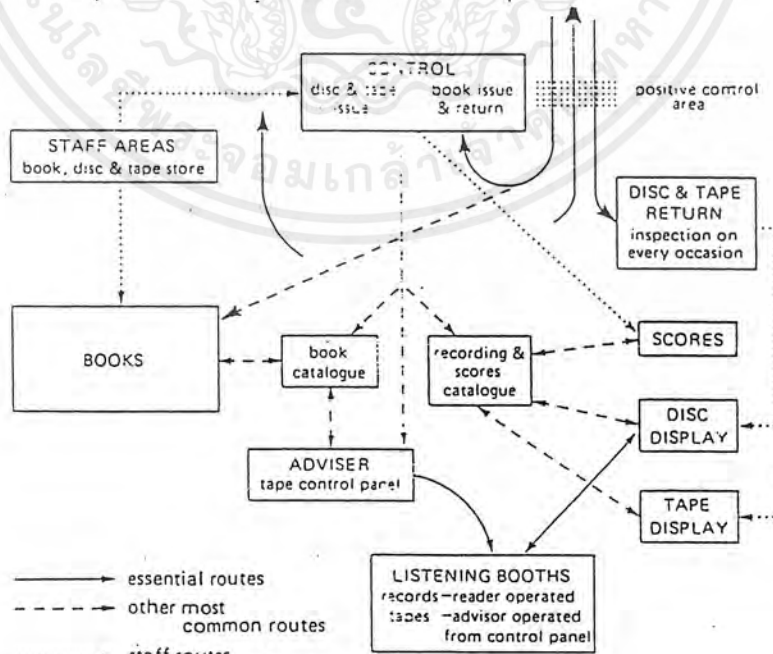 CONTROL
disc & tape book issue
issue & return
positive control
area
STAFF AREAS
book, disc & tape store
DISC & TAPE
RETURN
inspection on
every occasion
BOOKS
book
catalogue
recording &
scores
catalogue
SCORES
DISC
DISPLAY
ADVISER
tape control panel
TAPE
DISPLAY
essential routes
other most
common routes
staff routes
LISTENING BOOTHS
records–reader operated
tapes –advisor operated
from control panel